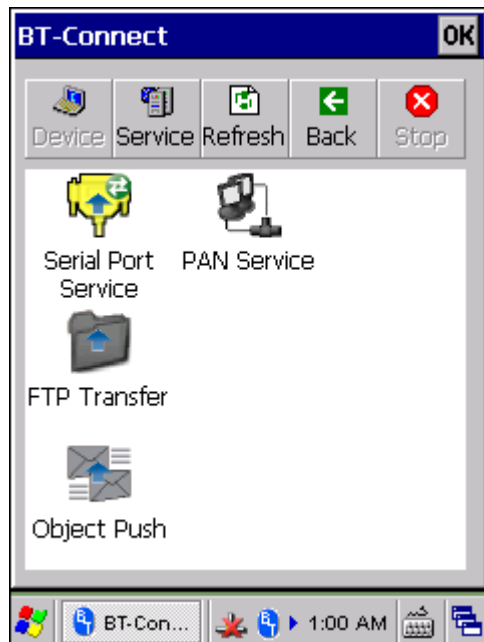 BT-Connect OK
Device Service Refresh Back Stop
Serial Port Service
PAN Service
FTP Transfer
Object Push
BT-Con... 1:00 AM